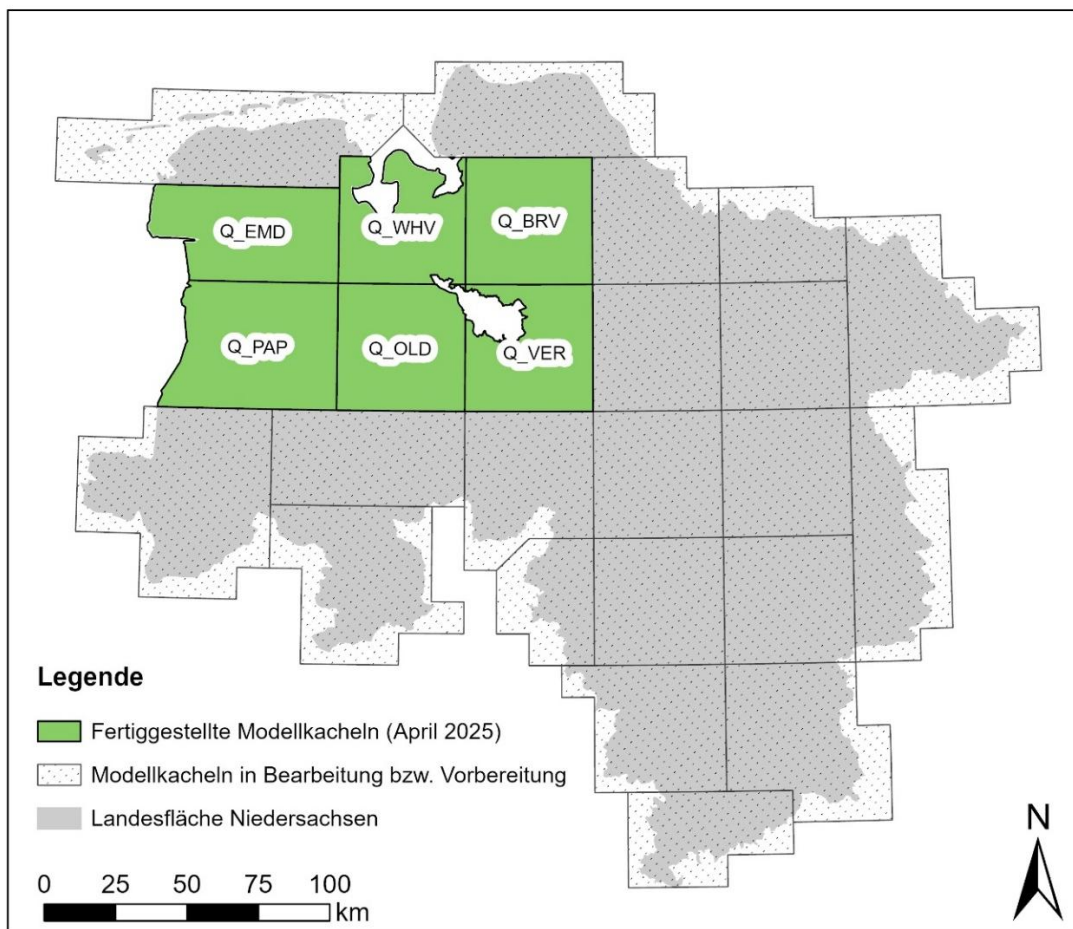 Q_EMD
Q_WHV
Q_BRV
Q_PAP
Q_OLD
Q_VER
Legende
Fertiggestellte Modellkacheln (April 2025)
Modellkacheln in Bearbeitung bzw. Vorbereitung
Landesfläche Niedersachsen
0 25 50 75 100
km
N